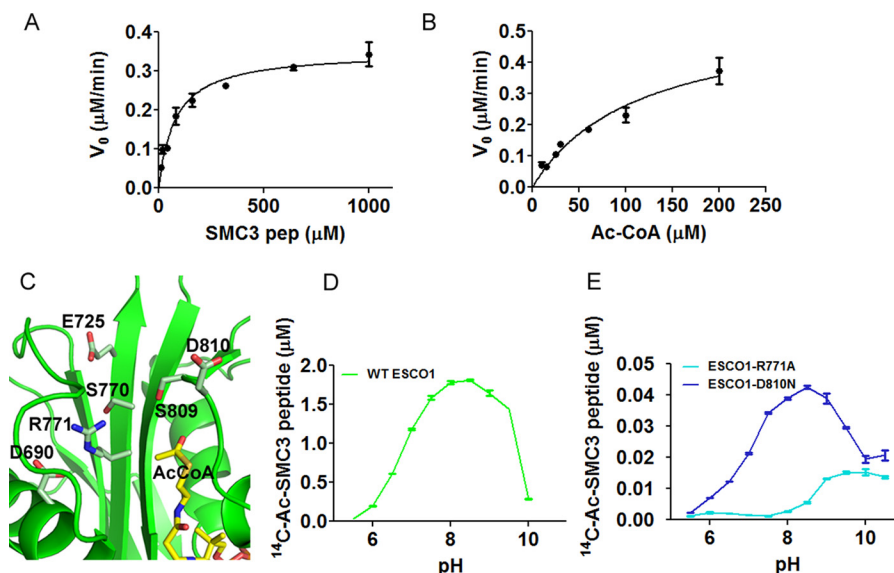 A
V₀ (µM/min)
0.4
0.3
0.2
0.1
0.0
0
500
1000
SMC3 pep (µM)
B
V₀ (µM/min)
0.5
0.4
0.3
0.2
0.1
0.0
0
50
100
150
200
250
Ac-CoA (µM)
C
E725
D810
S770
S809
R771
D690
AcCoA
D
¹⁴C-Ac-SMC3 peptide (µM)
2.0
1.5
1.0
0.5
0.0
WT ESCO1
6
8
10
pH
E
¹⁴C-Ac-SMC3 peptide (µM)
0.05
0.04
0.03
0.02
0.01
0.00
ESCO1-R771A
ESCO1-D810N
6
8
10
pH